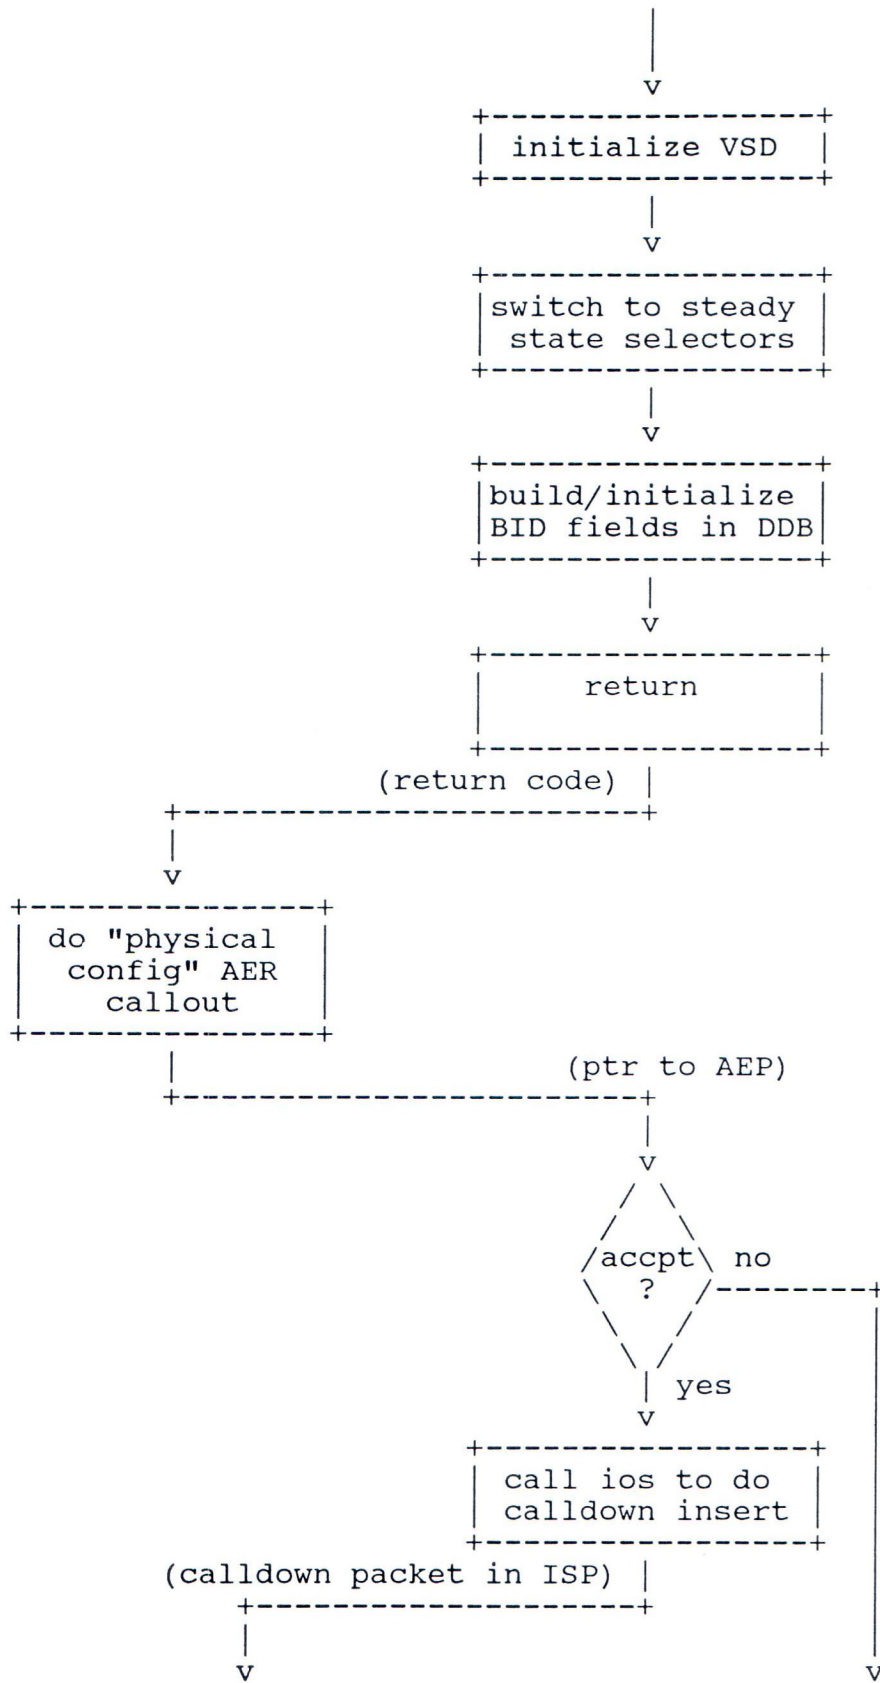 initialize VSD
switch to steady
state selectors
build/initialize
BID fields in DDB
return
(return code)
do "physical
config" AER
callout
(ptr to AEP)
accpt no
?
yes
call ios to do
calldown insert
(calldown packet in ISP)